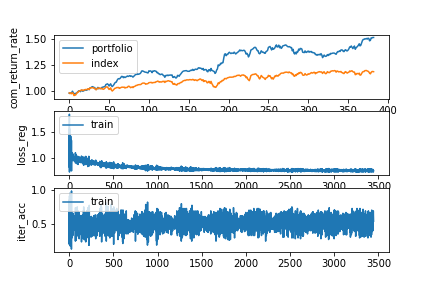 com_return_rate
1.50
1.25
1.00
portfolio
index
0 50 100 150 200 250 300 350 400
loss_reg
1.5
1.0
train
0 500 1000 1500 2000 2500 3000 3500
iter_acc
1.0
0.5
train
0 500 1000 1500 2000 2500 3000 3500